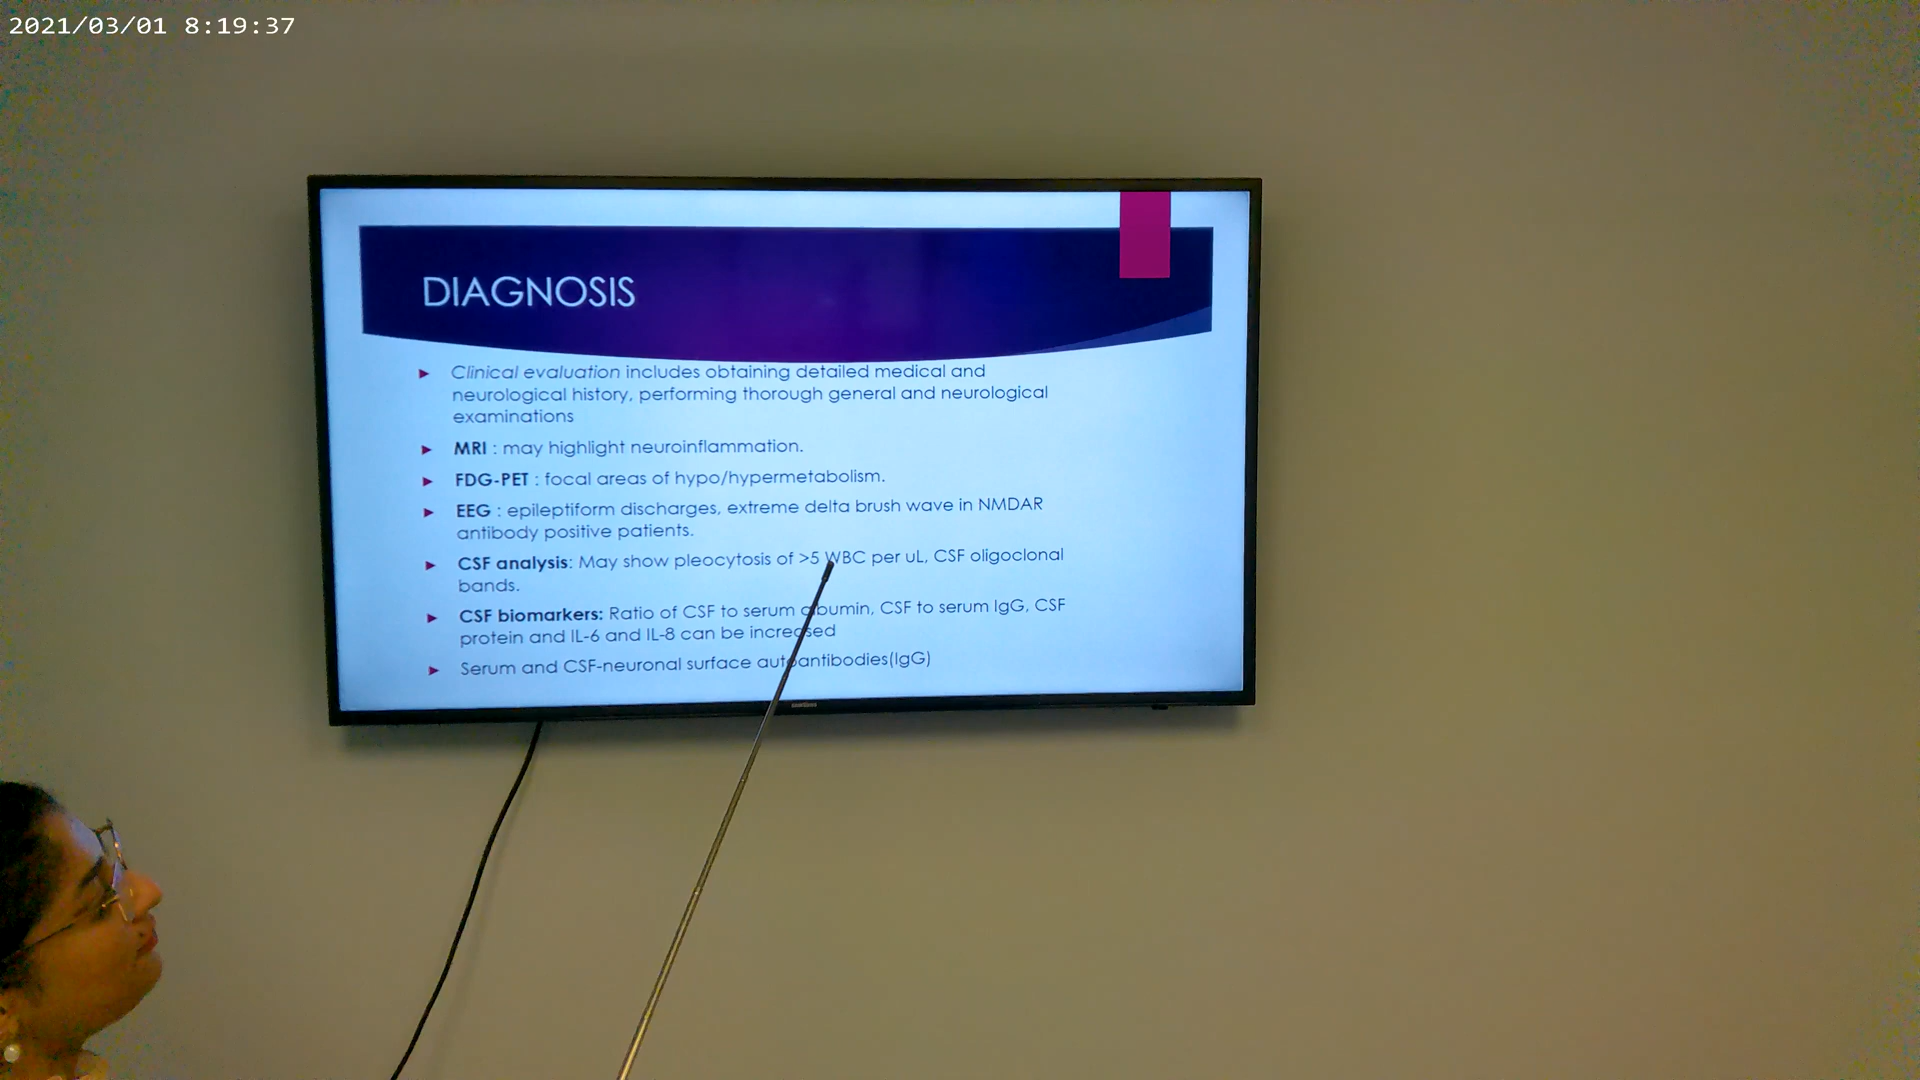 2021/03/01 8:19:37
DIAGNOSIS
Clinical evaluation includes obtaining detailed medical and
neurological history, performing thorough general and neurological
examinations
MRI : may highlight neuroinflammation.
FDG-PET : focal areas of hypo/hypermetabolism.
EEG : epileptiform discharges, extreme delta brush wave in NMDAR
antibody positive patients.
CSF analysis: May show pleocytosis of >5 WBC per uL, CSF oligoclonal
bands.
CSF biomarkers: Ratio of CSF to serum albumin, CSF to serum IgG, CSF
protein and IL-6 and IL-8 can be increased
Serum and CSF-neuronal surface autoantibodies(IgG)